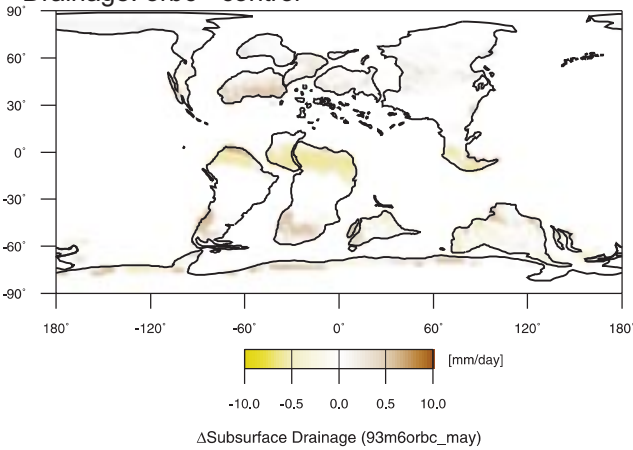 Drainage: orbc - control
90°
60°
30°
0°
-30°
-60°
-90°
180° -120° -60° 0° 60° 120° 180°
[mm/day]
-10.0 -0.5 0.0 0.5 10.0
ΔSubsurface Drainage (93m6orbc_may)